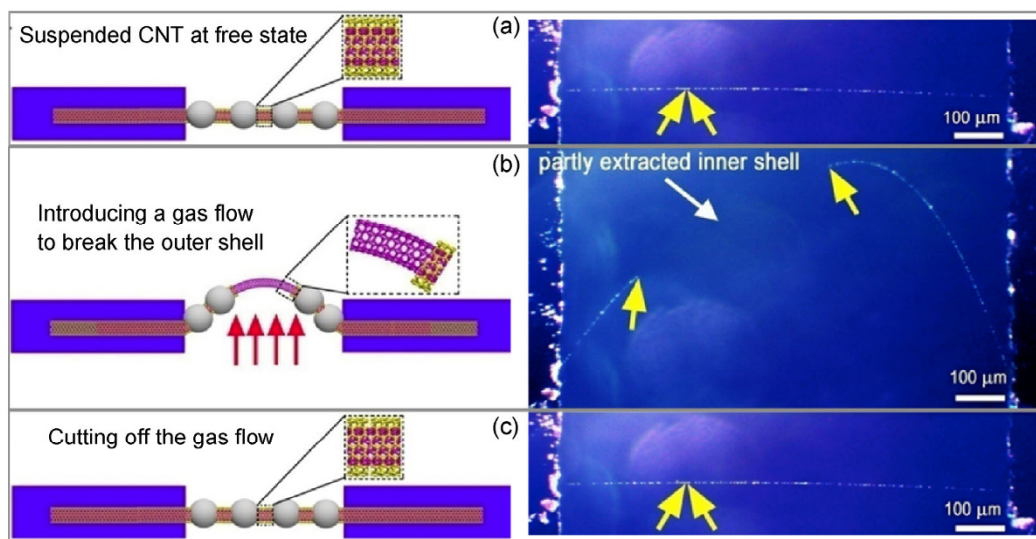 Suspended CNT at free state
(a)
100 μm
(b)
partly extracted inner shell
Introducing a gas flow
to break the outer shell
100 μm
Cutting off the gas flow
(c)
100 μm